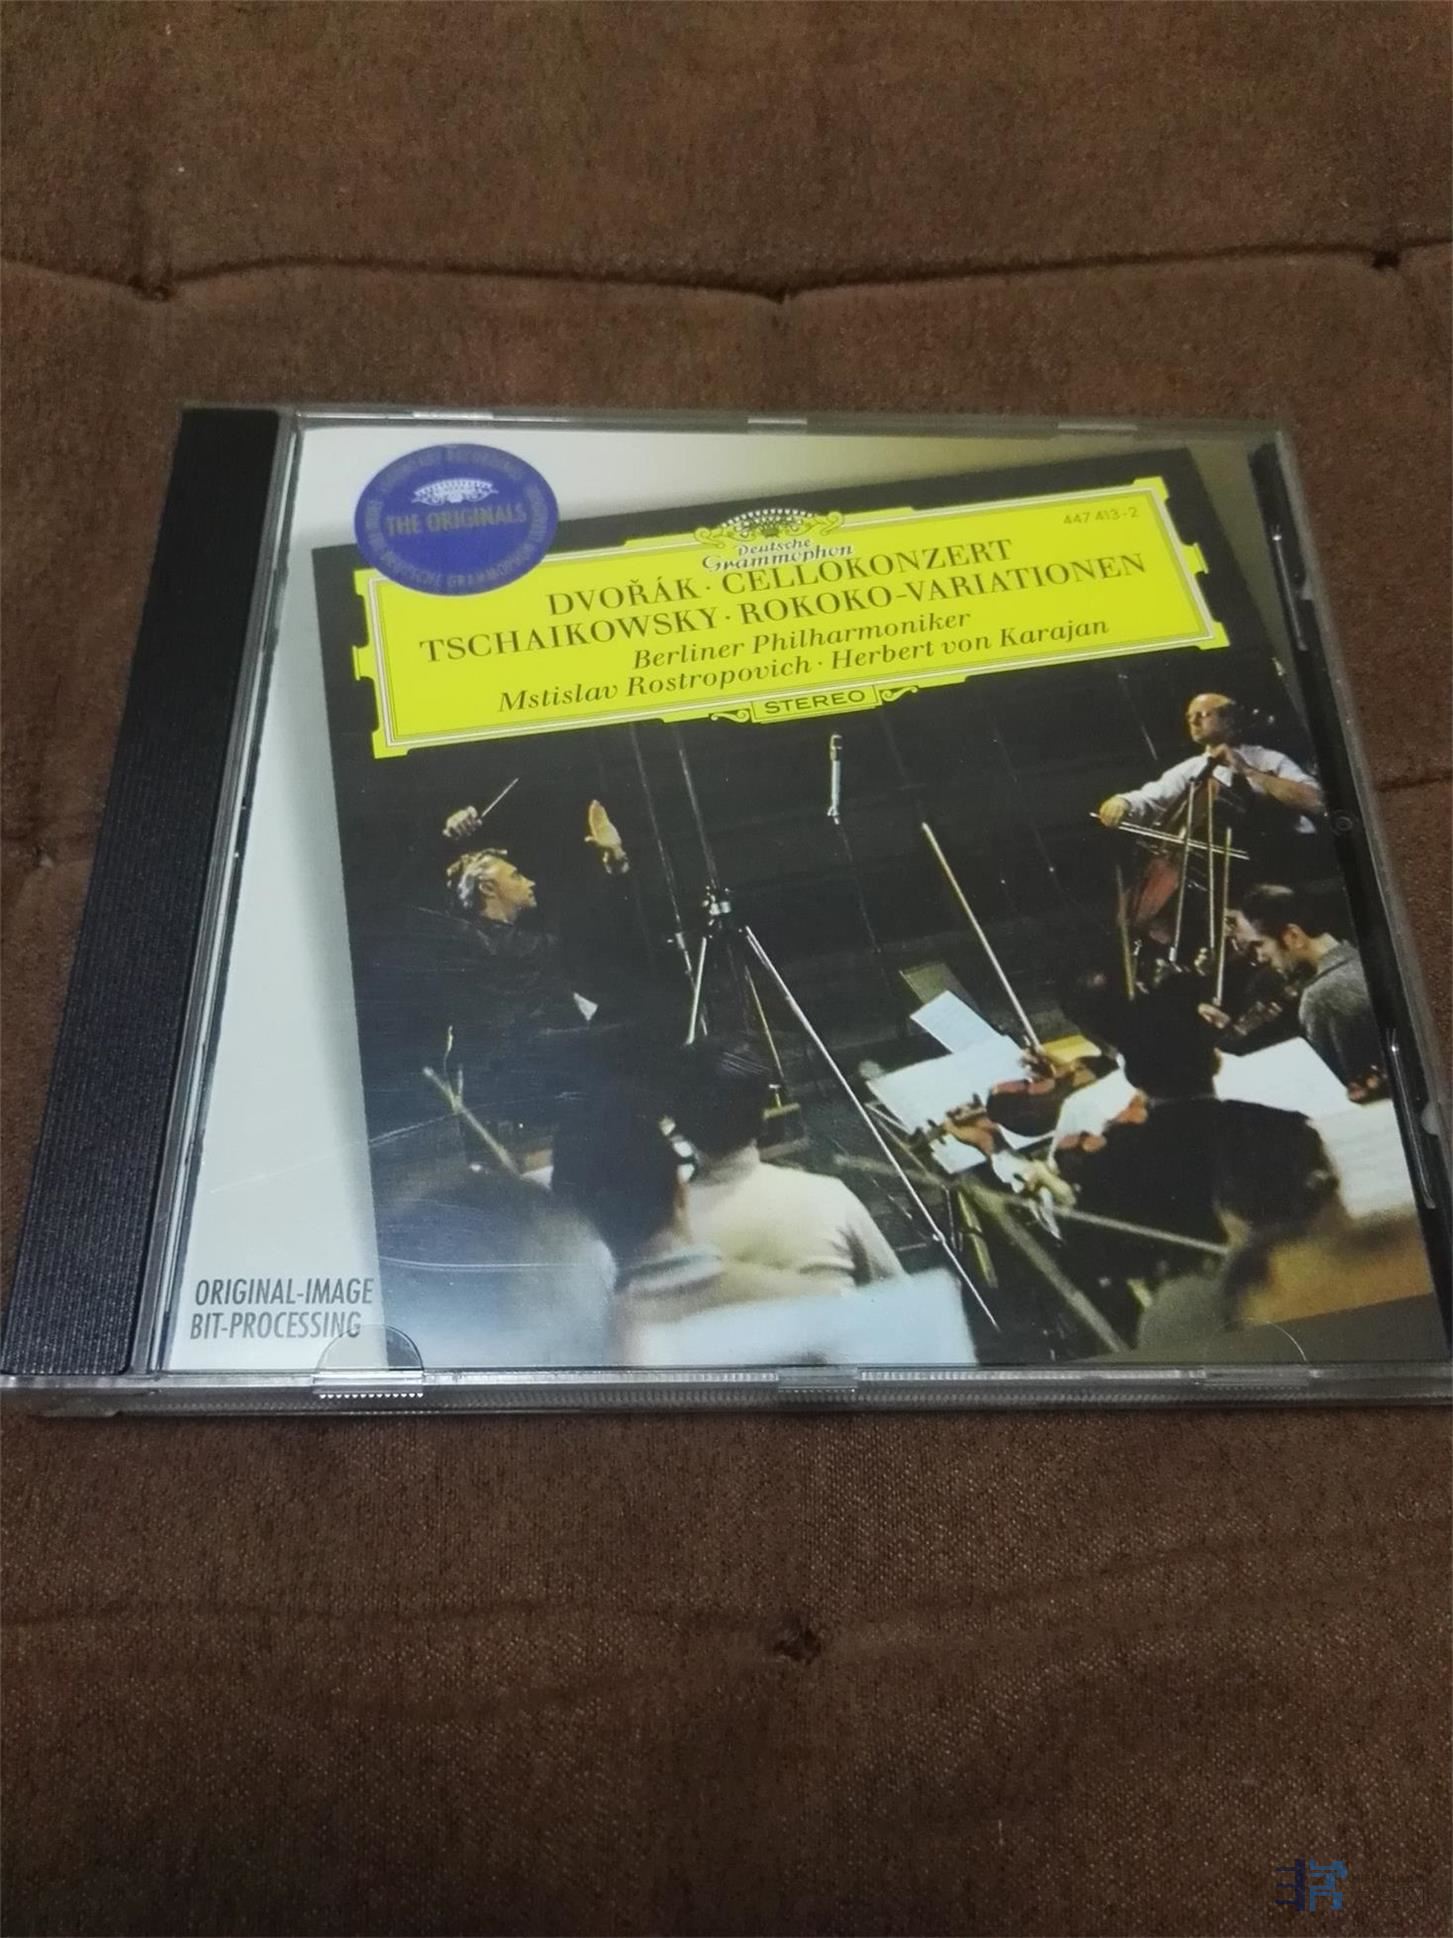 THE ORIGINALS
447 413-2
Deutsche
Grammophon
DVOŘÁK · CELLOKONZERT
TSCHAIKOWSKY · ROKOKO-VARIATIONEN
Berliner Philharmoniker
Mstislav Rostropovich · Herbert von Karajan
STEREO
ORIGINAL-IMAGE
BIT-PROCESSING